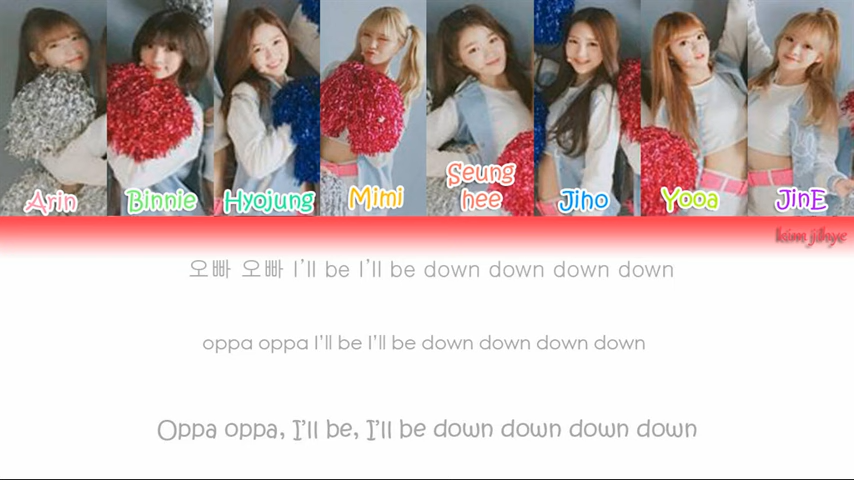 Arin Binnie Hyojung Mimi Seung hee Jiho Yooa JinE
kim jihye
오빠 오빠 I'll be I'll be down down down down
oppa oppa I'll be I'll be down down down down
Oppa oppa, I'll be, I'll be down down down down